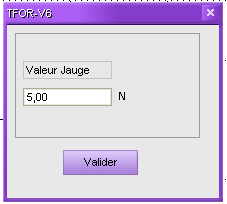 TFOR-V6
Valeur Jauge
5,00 N
Valider